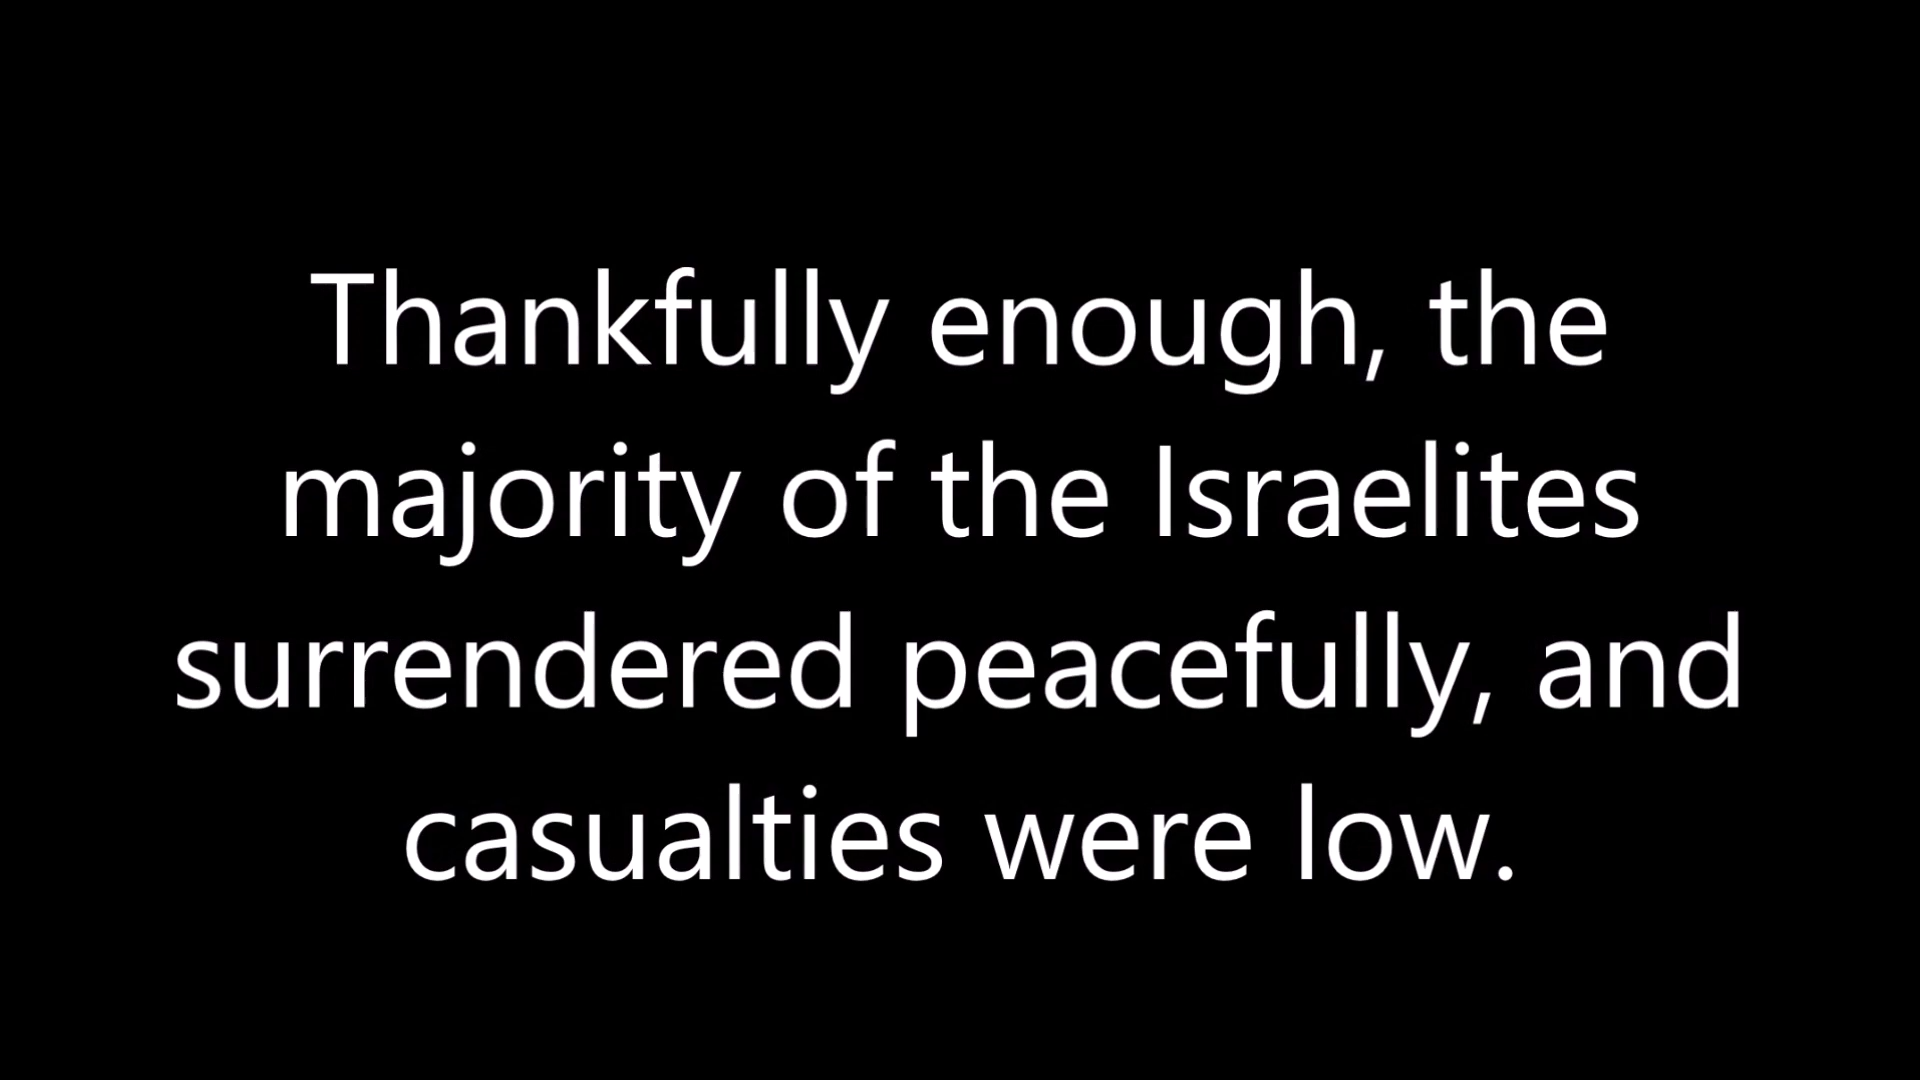 Thankfully enough, the
majority of the Israelites
surrendered peacefully, and
casualties were low.